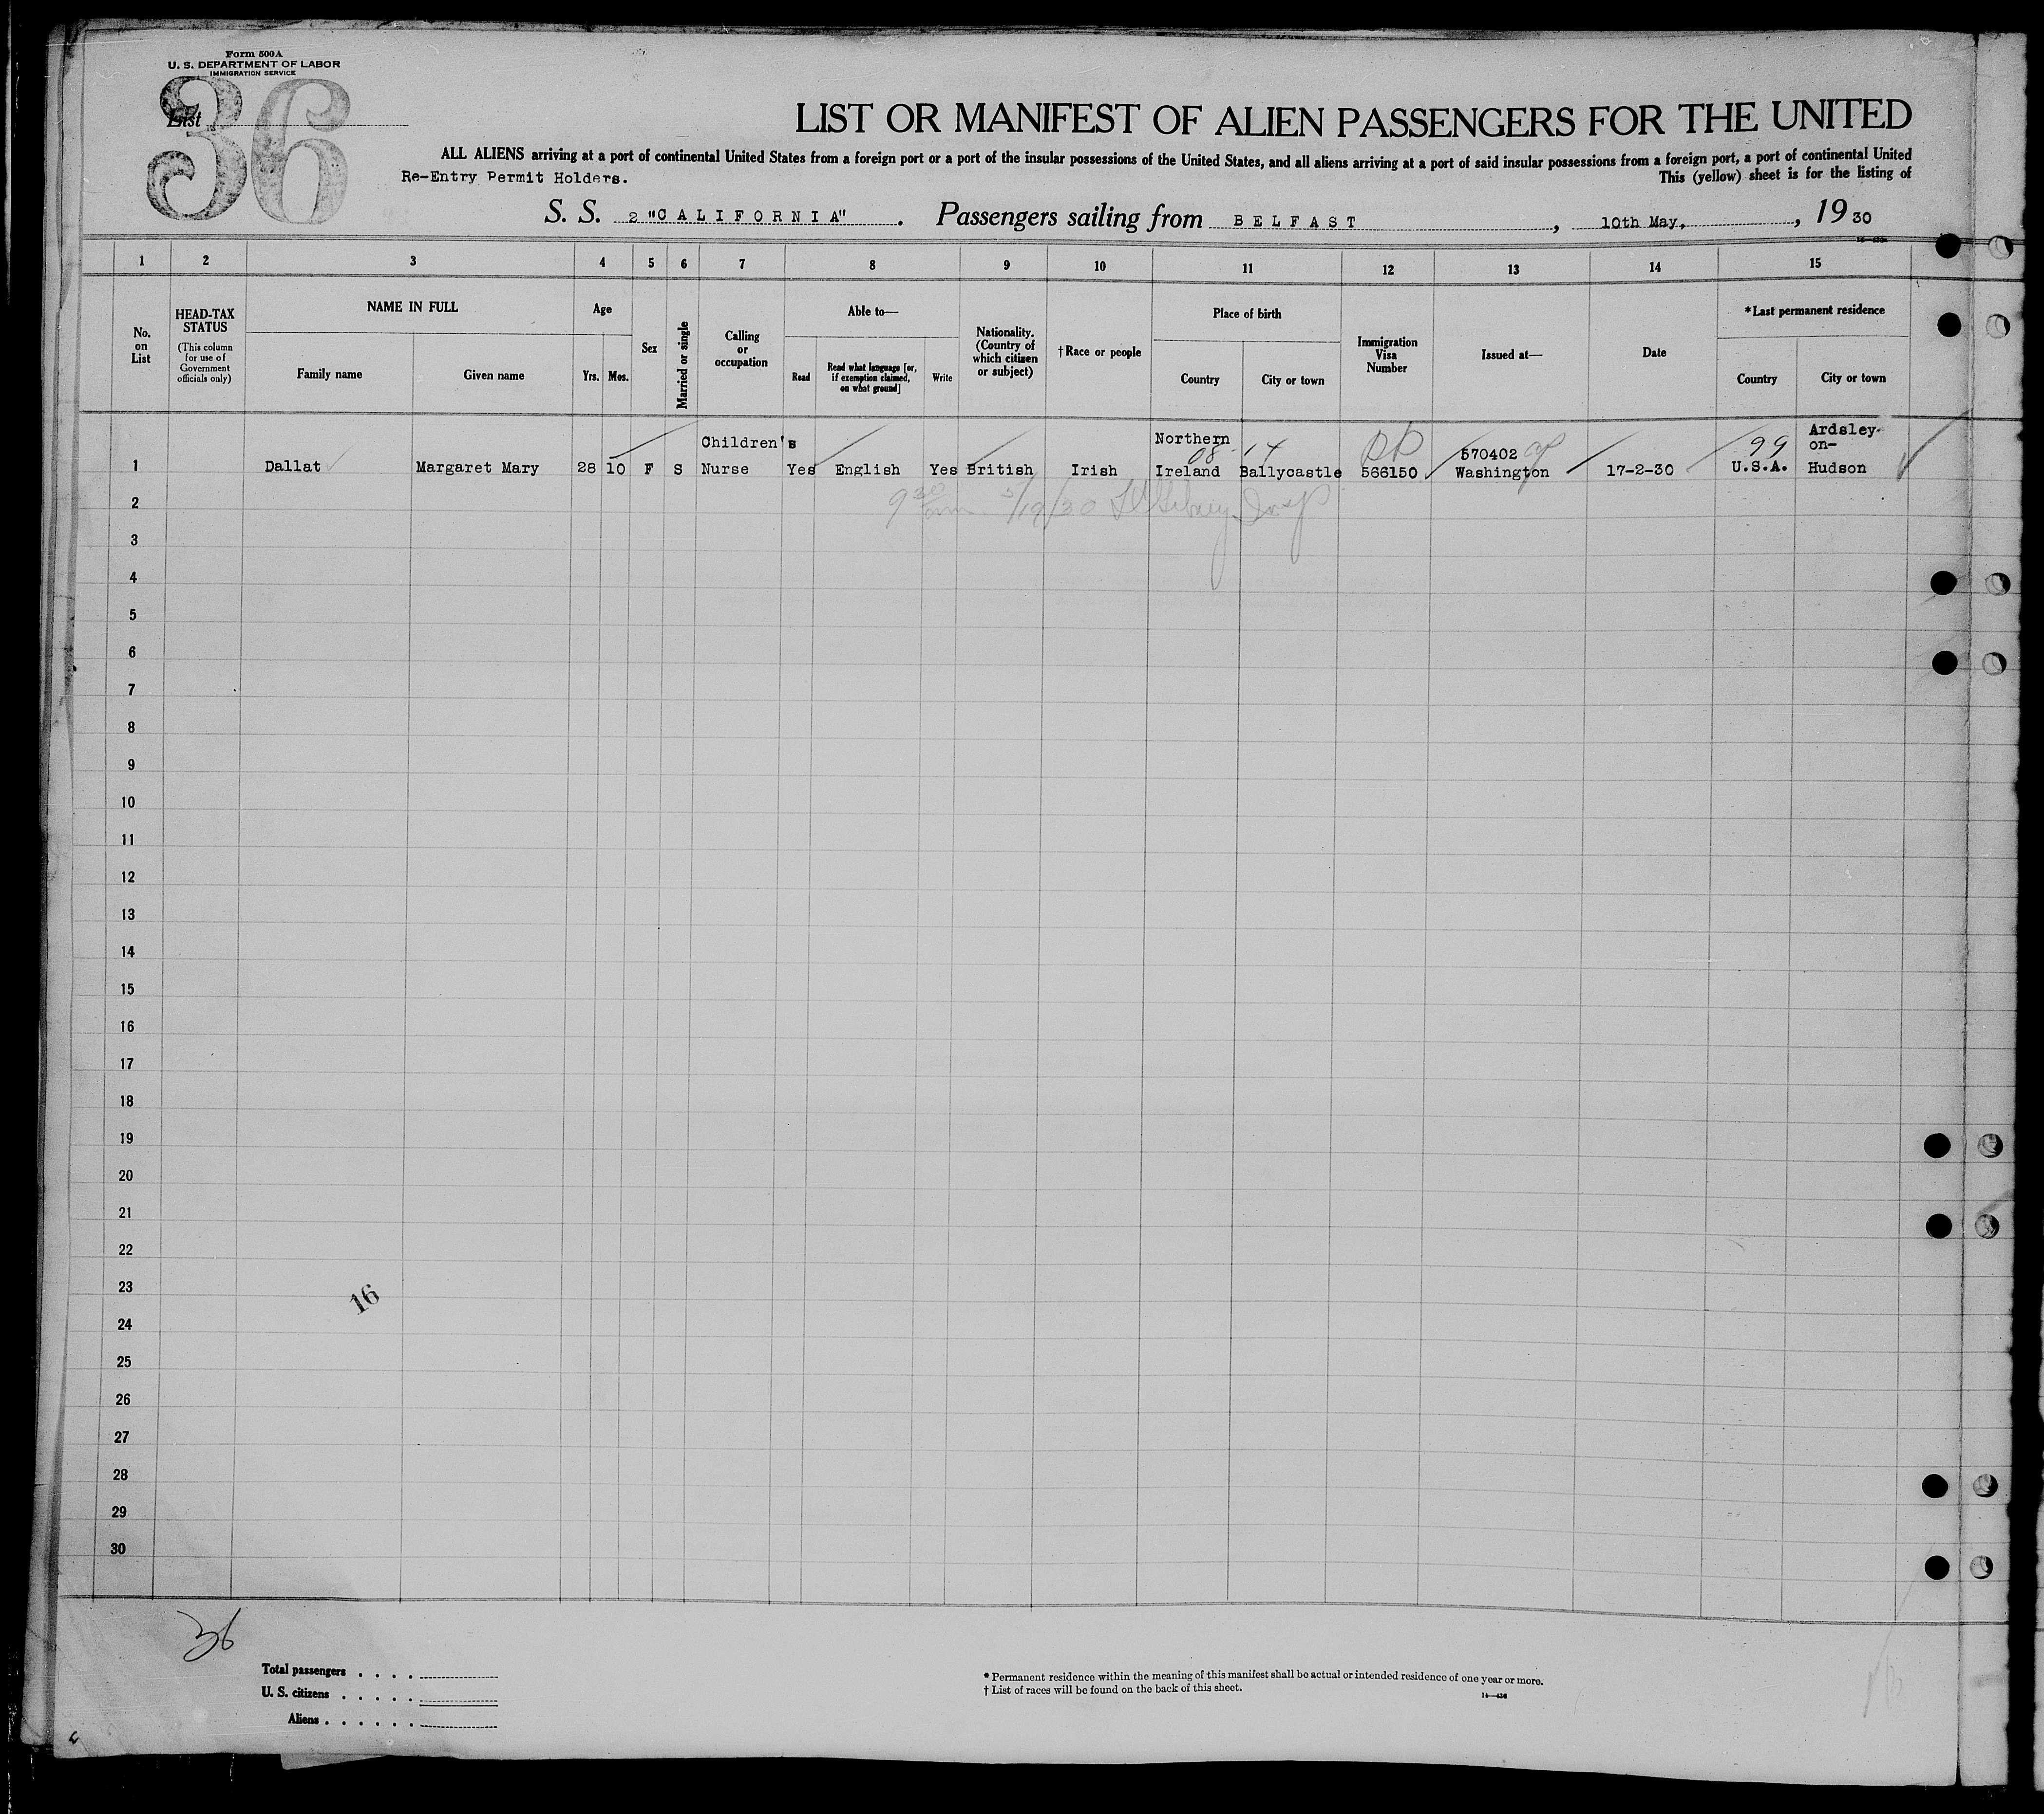 Form 500A
U. S. DEPARTMENT OF LABOR
IMMIGRATION SERVICE
36
List
LIST OR MANIFEST OF ALIEN PASSENGERS FOR THE UNITED
ALL ALIENS arriving at a port of continental United States from a foreign port or a port of the insular possessions of the United States, and all aliens arriving at a port of said insular possessions from a foreign port, a port of continental United
Re-Entry Permit Holders.
This (yellow) sheet is for the listing of
S. S. 2 "CALIFORNIA" . Passengers sailing from BELFAST , 10th May, , 19 30
1 2 3 4 5 6 7 8 9 10 11 12 13 14 15
No. on List
HEAD-TAX STATUS
(This column for use of Government officials only)
NAME IN FULL
Family name
Given name
Age
Yrs. Mos.
Sex
Married or single
Calling or occupation
Able to—
Read
Read what language [or, if exemption claimed, on what ground]
Write
Nationality. (Country of which citizen or subject)
† Race or people
Place of birth
Country
City or town
Immigration Visa Number
Issued at—
Date
* Last permanent residence
Country
City or town
1 Dallat Margaret Mary 28 10 F S Children's Nurse Yes English Yes British Irish Northern Ireland Ballycastle 566150 570402 Washington 17-2-30 U.S.A. Ardsley-on-Hudson
08 14 99
5/19/30
2
3
4
5
6
7
8
9
10
11
12
13
14
15
16
17
18
19
20
21
22
23
24
25
26
27
28
29
30
16
36
Total passengers . . . .
U. S. citizens . . . . .
Aliens . . . . . .
* Permanent residence within the meaning of this manifest shall be actual or intended residence of one year or more.
† List of races will be found on the back of this sheet.